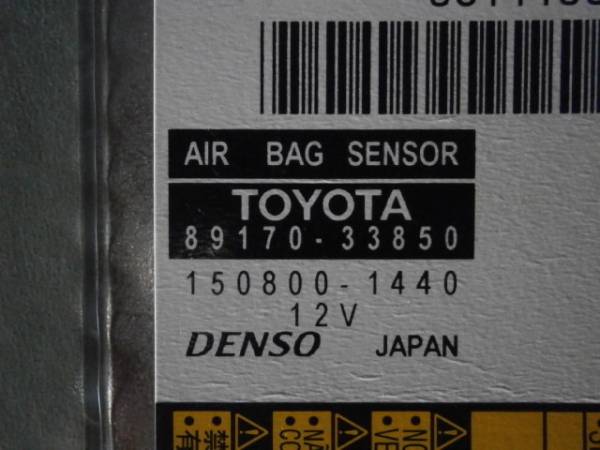 AIR BAG SENSOR
TOYOTA
89170-33850
150800-1440
12V
DENSO JAPAN